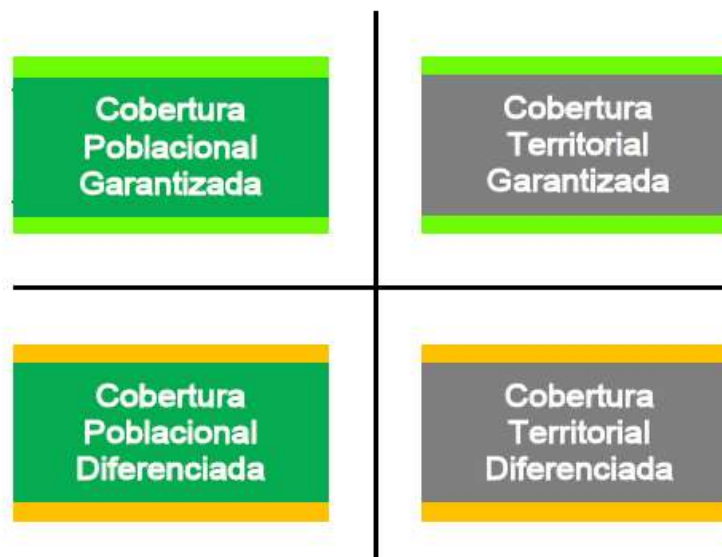 Cobertura
Poblacional
Garantizada
Cobertura
Territorial
Garantizada
Cobertura
Poblacional
Diferenciada
Cobertura
Territorial
Diferenciada